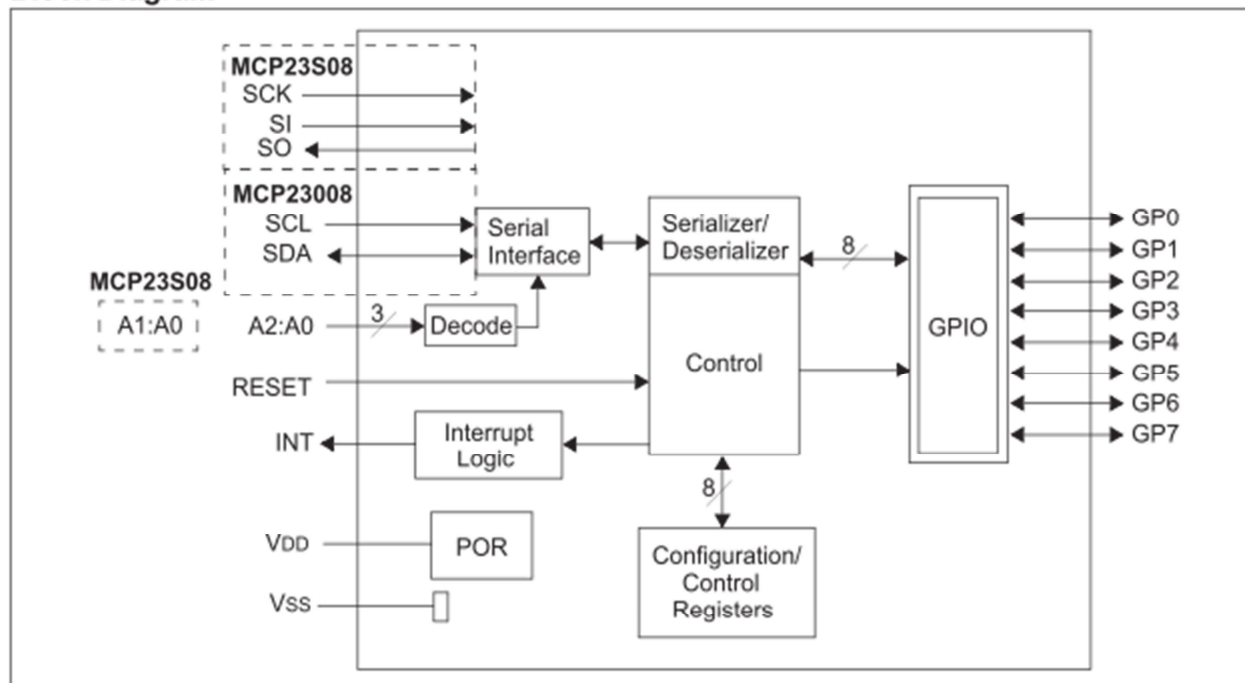 MCP23S08
SCK
SI
SO
MCP23008
SCL
SDA
MCP23S08
A1:A0
A2:A0
3
Decode
Serial
Interface
Serializer/
Deserializer
8
Control
GPIO
GP0
GP1
GP2
GP3
GP4
GP5
GP6
GP7
RESET
INT
Interrupt
Logic
8
VDD
POR
Configuration/
Control
Registers
VSS